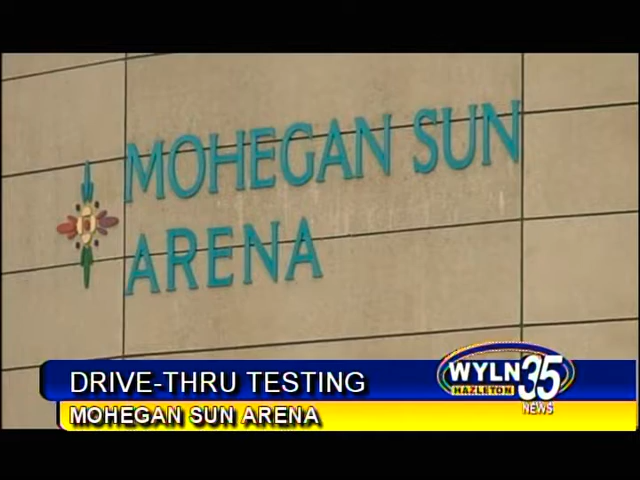 MOHEGAN SUN
ARENA
DRIVE-THRU TESTING
MOHEGAN SUN ARENA
WYLN 35
HAZLETON
NEWS